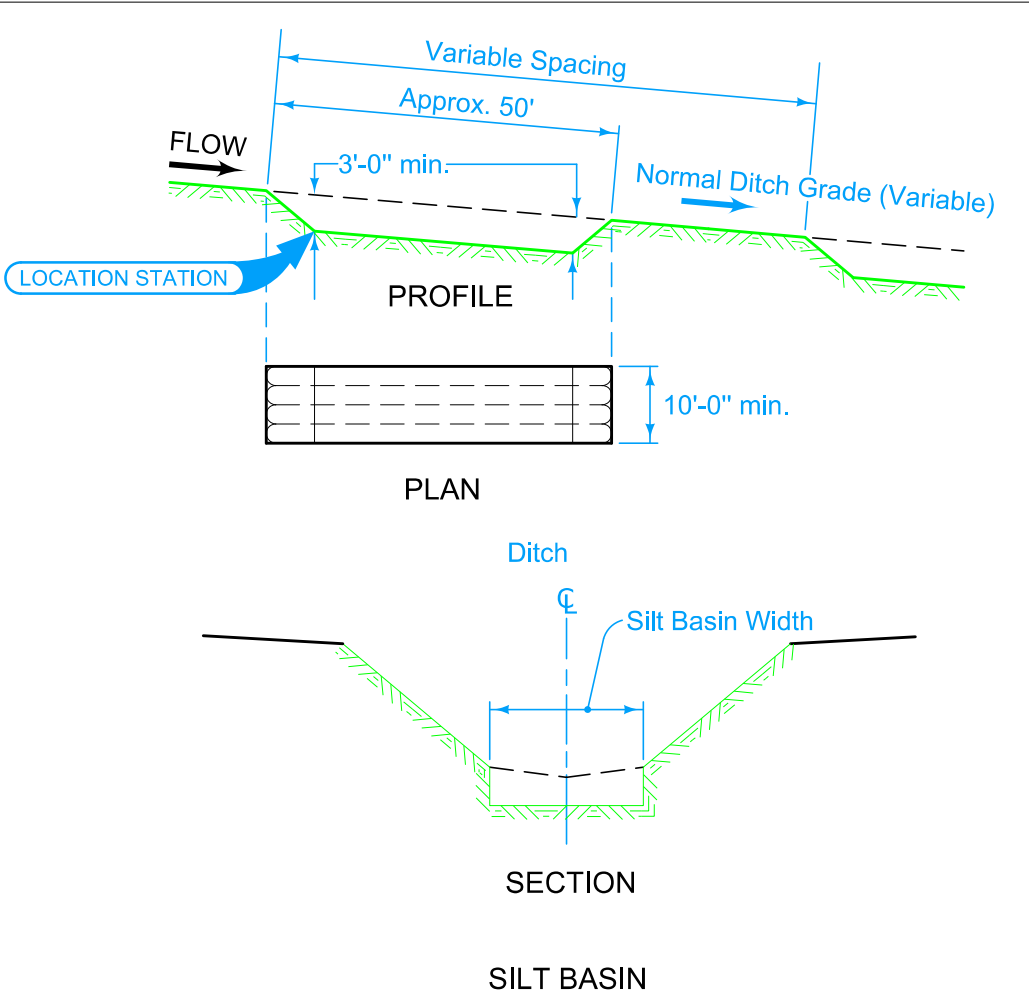 Variable Spacing
Approx. 50'
FLOW
3'-0" min.
Normal Ditch Grade (Variable)
LOCATION STATION
PROFILE
10'-0" min.
PLAN
Ditch
℄
Silt Basin Width
SECTION
SILT BASIN